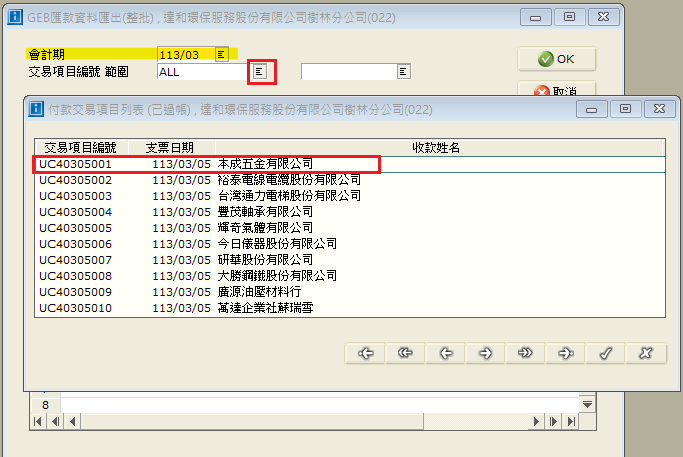 GEB匯款資料匯出(整批) , 達和環保服務股份有限公司樹林分公司(022)
會計期 113/03
OK
交易項目編號 範圍 ALL
取消
付款交易項目列表 (已過帳) , 達和環保服務股份有限公司樹林分公司(022)
交易項目編號 支票日期 收款姓名
UC40305001 113/03/05 本成五金有限公司
UC40305002 113/03/05 裕泰電線電纜股份有限公司
UC40305003 113/03/05 台灣通力電梯股份有限公司
UC40305004 113/03/05 豐茂軸承有限公司
UC40305005 113/03/05 輝奇氣體有限公司
UC40305006 113/03/05 今日儀器股份有限公司
UC40305007 113/03/05 研華股份有限公司
UC40305008 113/03/05 大勝鋼鐵股份有限公司
UC40305009 113/03/05 廣源油壓材料行
UC40305010 113/03/05 萬達企業社蘇瑞雪
8